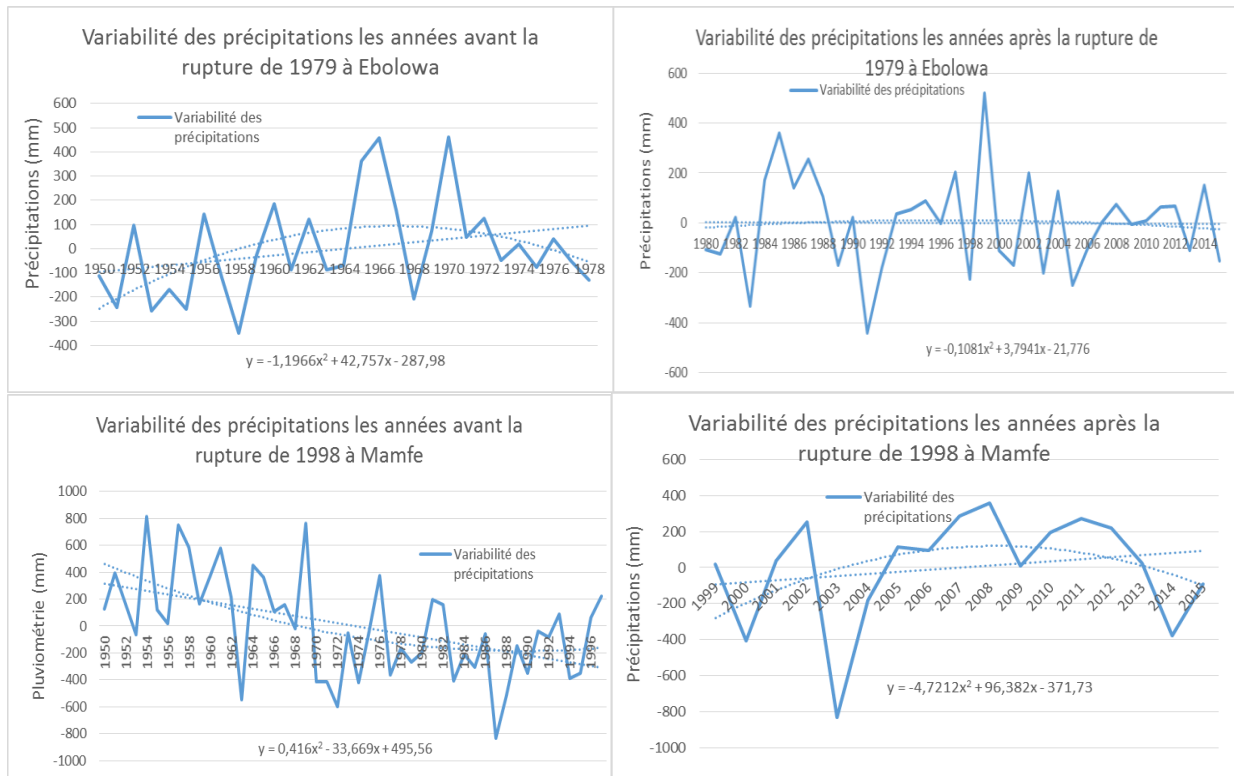 Variabilité des précipitations les années avant la
rupture de 1979 à Ebolowa
Variabilité des
précipitations
Précipitations (mm)
600
500
400
300
200
100
0
-100
-200
-300
-400
1950 1952 1954 1956 1958 1960 1962 1964 1966 1968 1970 1972 1974 1976 1978
y = -1,1966x² + 42,757x - 287,98
Variabilité des précipitations les années après la rupture de
1979 à Ebolowa
Variabilité des précipitations
Précipitations (mm)
600
400
200
0
-200
-400
-600
1980 1982 1984 1986 1988 1990 1992 1994 1996 1998 2000 2002 2004 2006 2008 2010 2012 2014
y = -0,1081x² + 3,7941x - 21,776
Variabilité des précipitations les années avant la
rupture de 1998 à Mamfe
Variabilité des
précipitations
Pluviométrie (mm)
1000
800
600
400
200
0
-200
-400
-600
-800
-1000
1950 1952 1954 1956 1958 1960 1962 1964 1966 1968 1970 1972 1974 1976 1978 1980 1982 1984 1986 1988 1990 1992 1994 1996
y = 0,416x² - 33,669x + 495,56
Variabilité des précipitations les années après la
rupture de 1998 à Mamfe
Variabilité des
précipitations
Précipitations (mm)
600
400
200
0
-200
-400
-600
-800
-1000
1999 2000 2001 2002 2003 2004 2005 2006 2007 2008 2009 2010 2011 2012 2013 2014 2015
y = -4,7212x² + 96,382x - 371,73